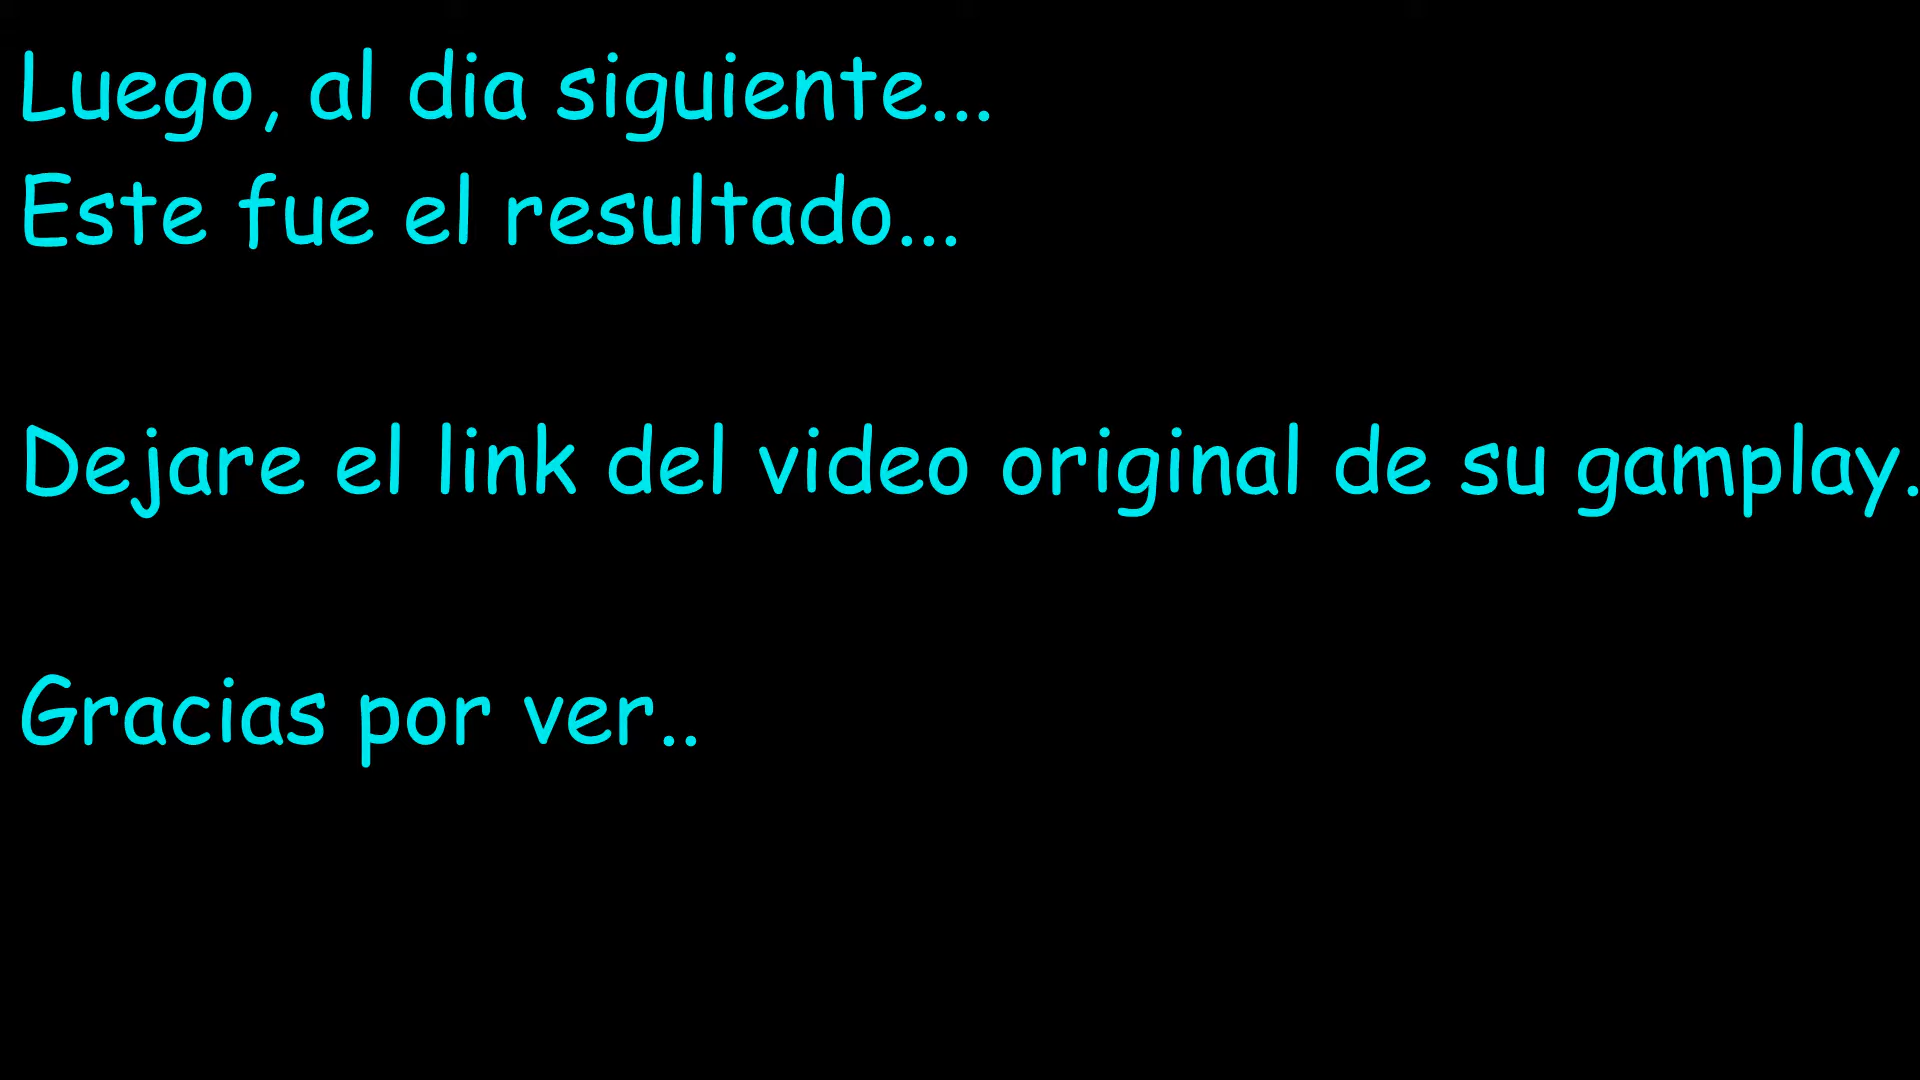 Luego, al dia siguiente...
Este fue el resultado...
Dejare el link del video original de su gamplay.
Gracias por ver..